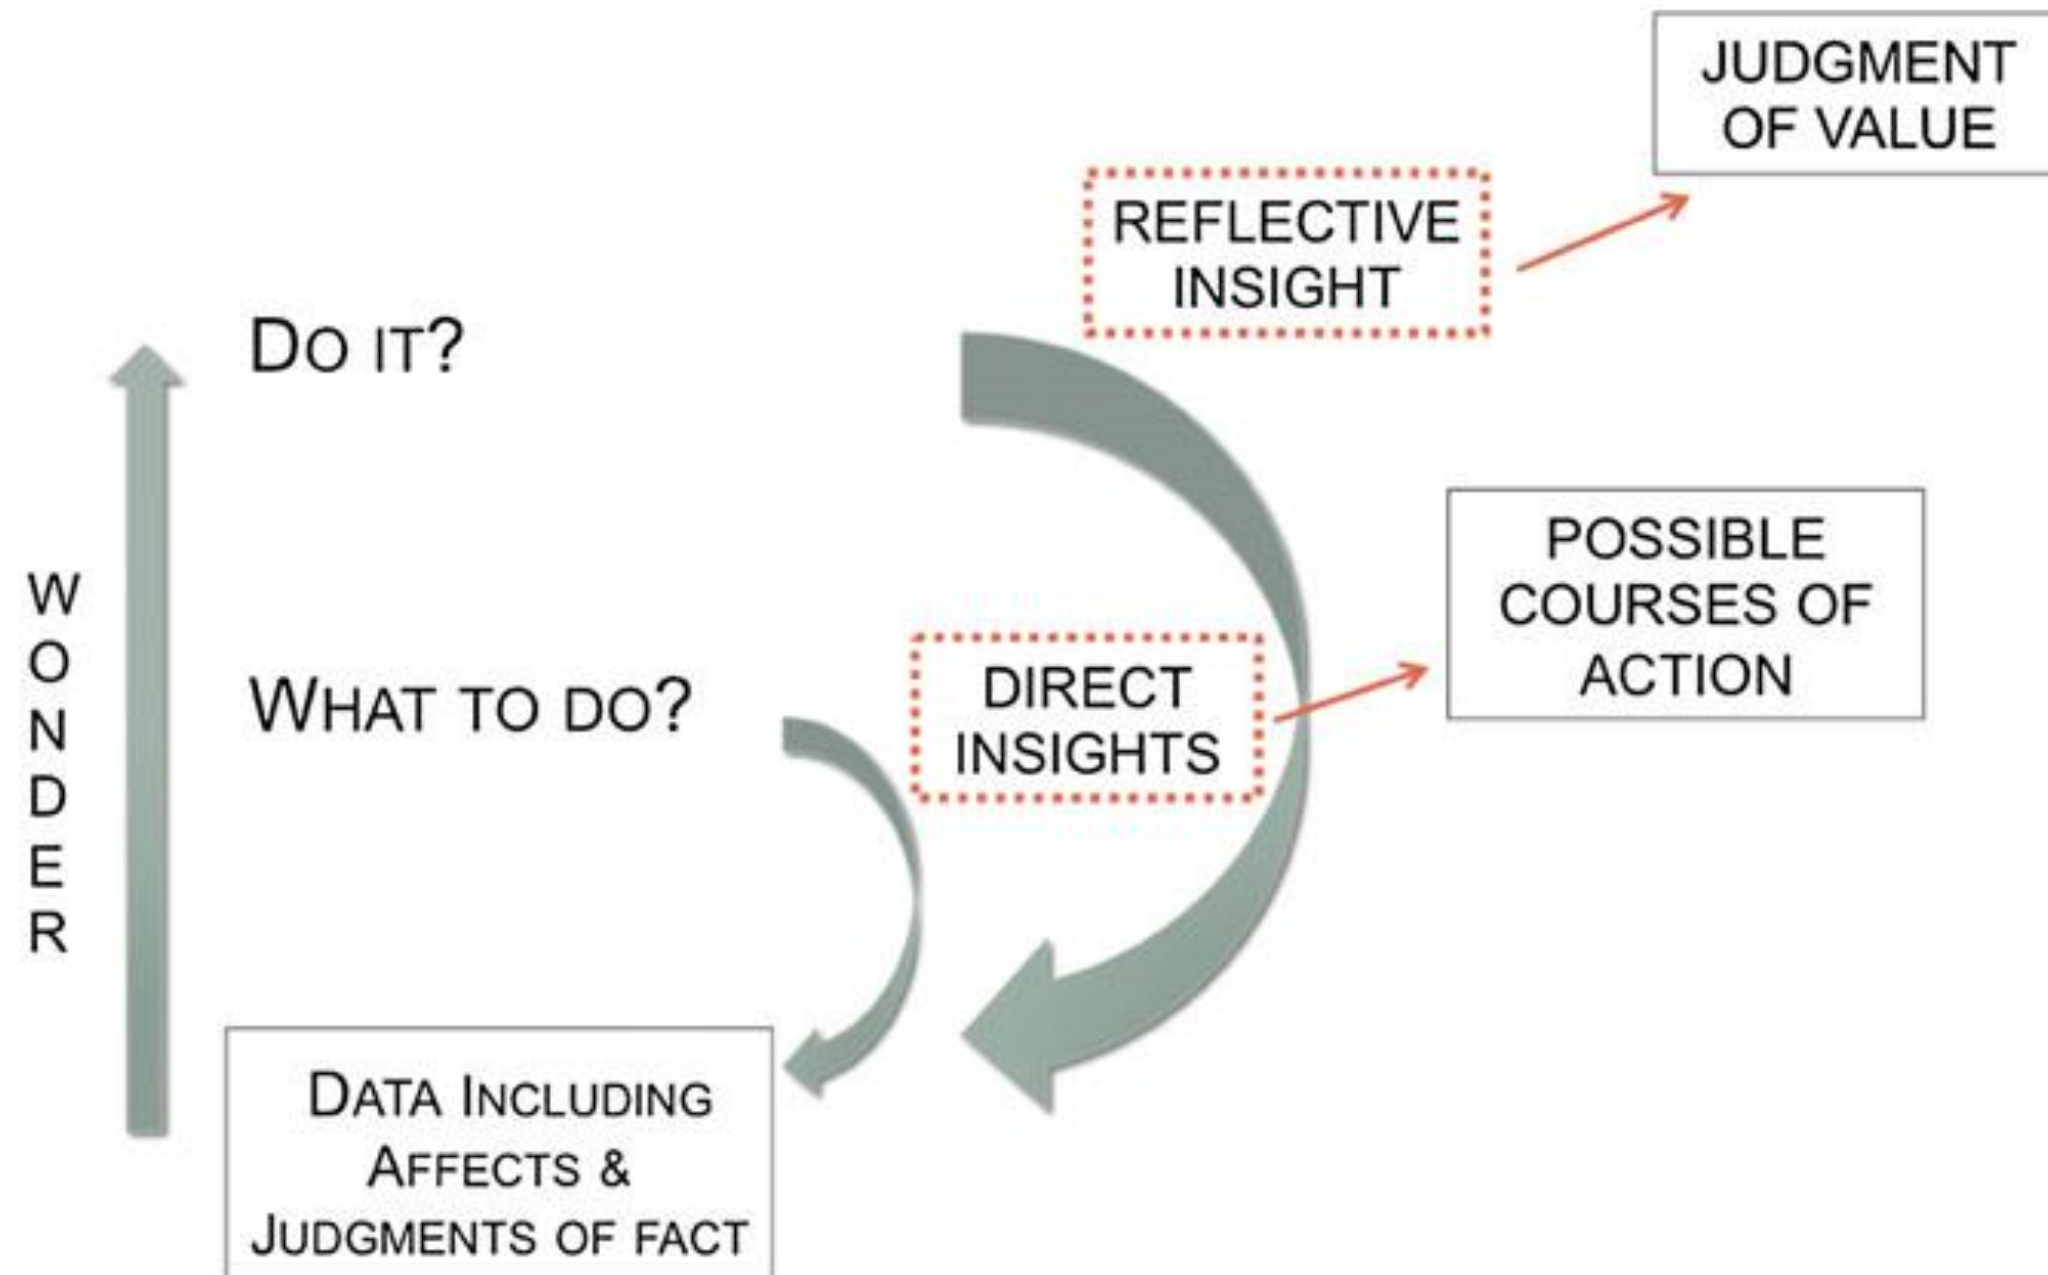 JUDGMENT
OF VALUE
REFLECTIVE
INSIGHT
DO IT?
POSSIBLE
COURSES OF
ACTION
WHAT TO DO?
DIRECT
INSIGHTS
W
O
N
D
E
R
DATA INCLUDING
AFFECTS &
JUDGMENTS OF FACT